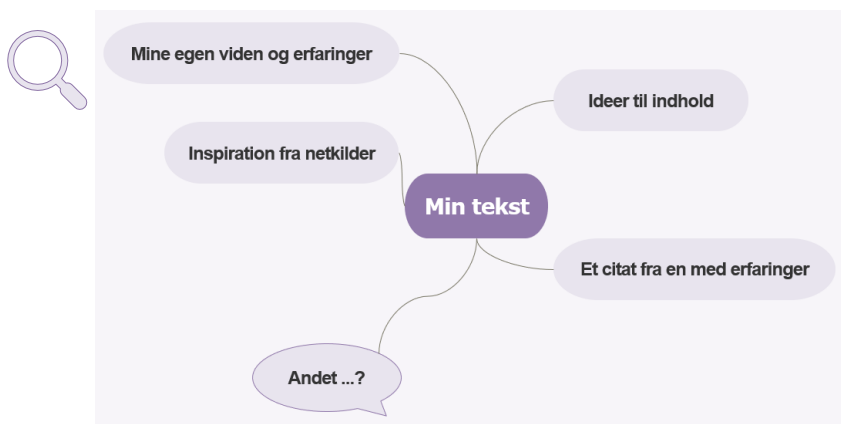 Mine egen viden og erfaringer
Ideer til indhold
Inspiration fra netkilder
Min tekst
Et citat fra en med erfaringer
Andet ...?